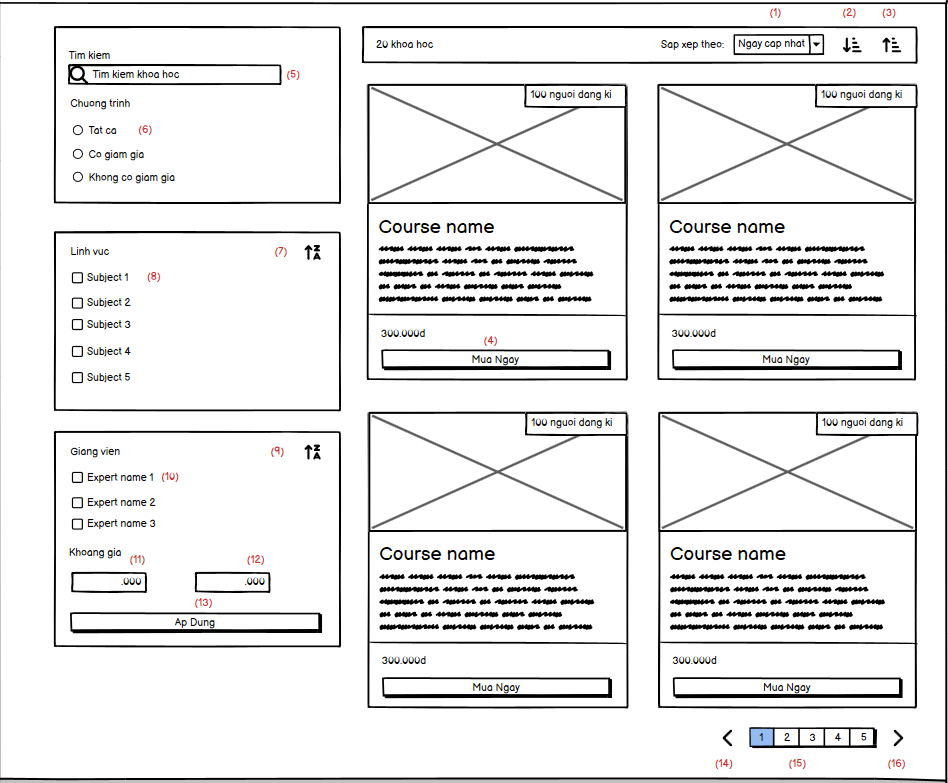 (1) (2) (3)
20 khoa hoc
Sap xep theo: Ngay cap nhat
Tim kiem
Tim kiem khoa hoc (5)
Chuong trinh
Tat ca (6)
Co giam gia
Khong co giam gia
Linh vuc (7)
Subject 1 (8)
Subject 2
Subject 3
Subject 4
Subject 5
Giang vien (9)
Expert name 1 (10)
Expert name 2
Expert name 3
Khoang gia
(11) (12)
.000 .000
(13)
Ap Dung
100 nguoi dang ki
Course name
300.000d
(4)
Mua Ngay
100 nguoi dang ki
Course name
300.000d
Mua Ngay
100 nguoi dang ki
Course name
300.000d
Mua Ngay
100 nguoi dang ki
Course name
300.000d
Mua Ngay
1 2 3 4 5
(14) (15) (16)